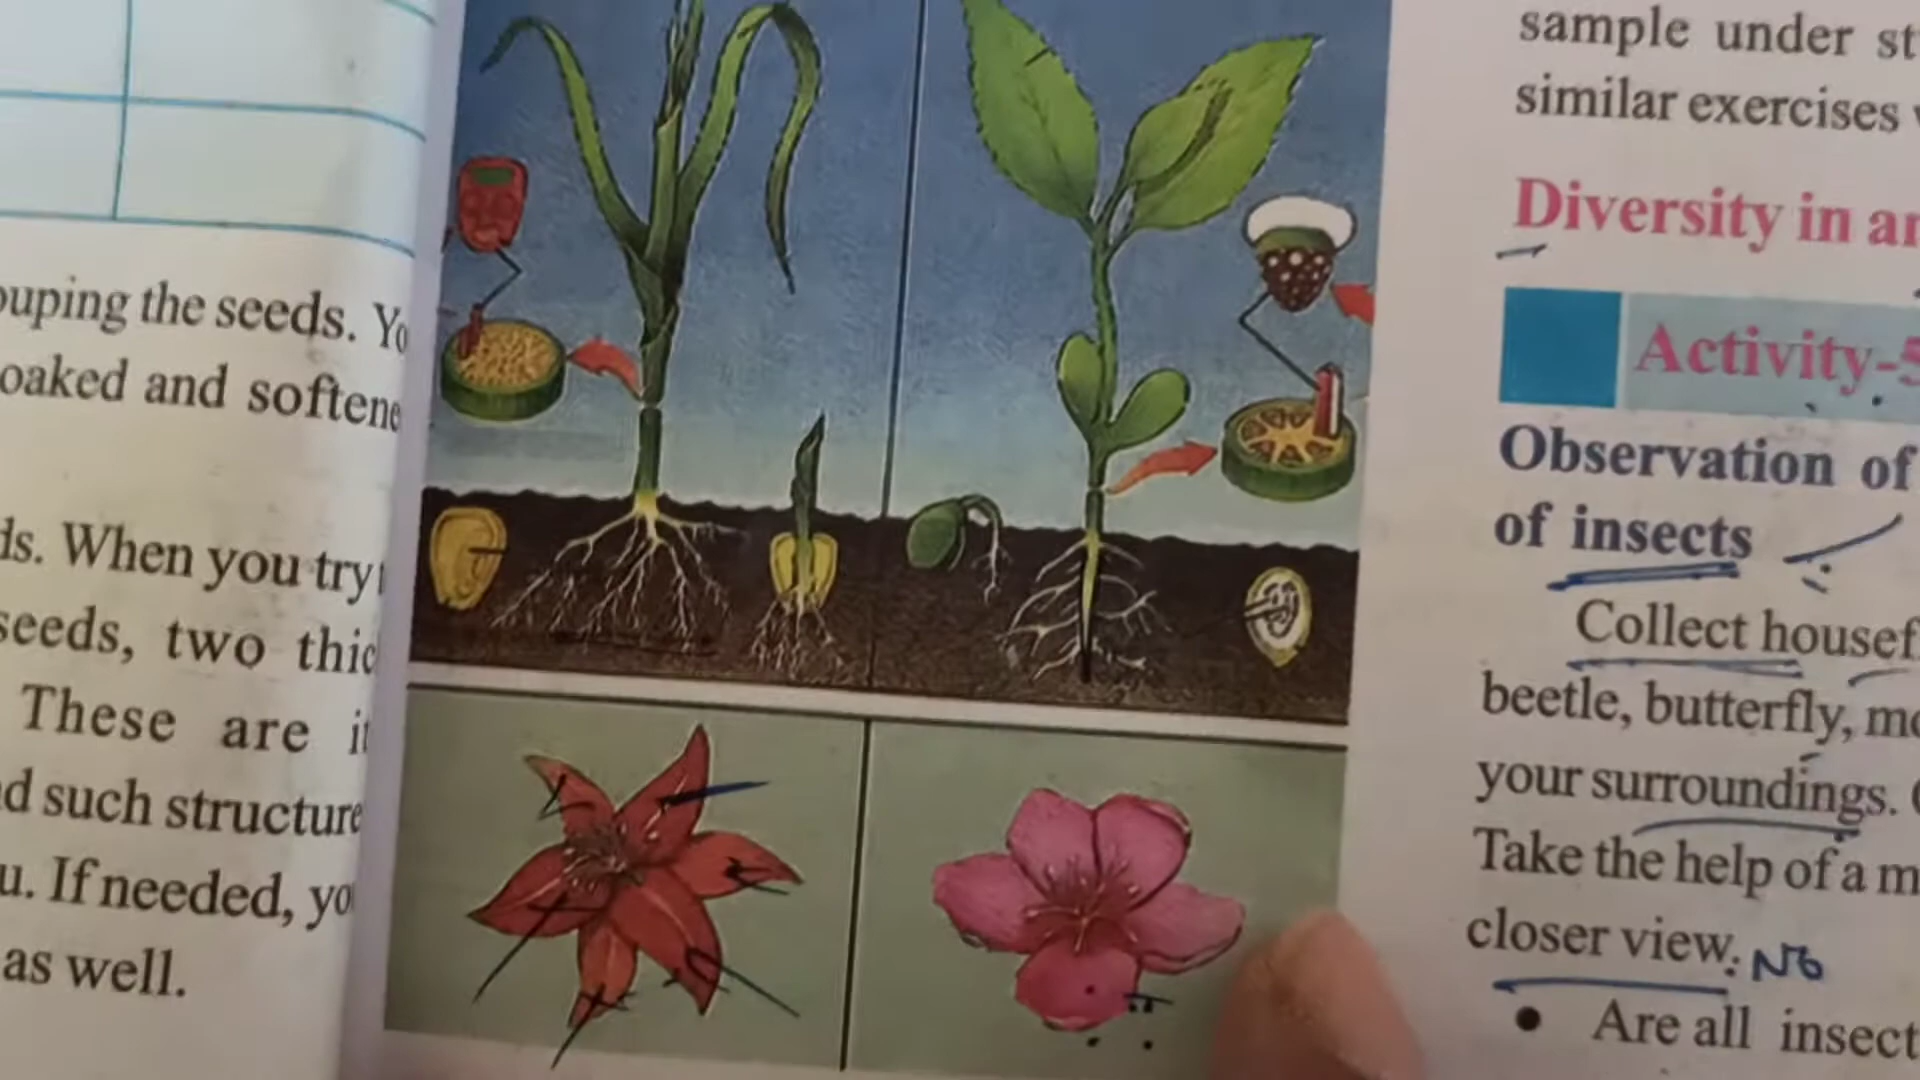 ouping the seeds. Yo
oaked and softene
ds. When you try
seeds, two thic
These are i
d such structure
u. If needed, yo
as well.
sample under st
similar exercises
Diversity in an
Activity-5
Observation of
of insects
Collect housef
beetle, butterfly, mo
your surroundings.
Take the help of a m
closer view. No
• Are all insect